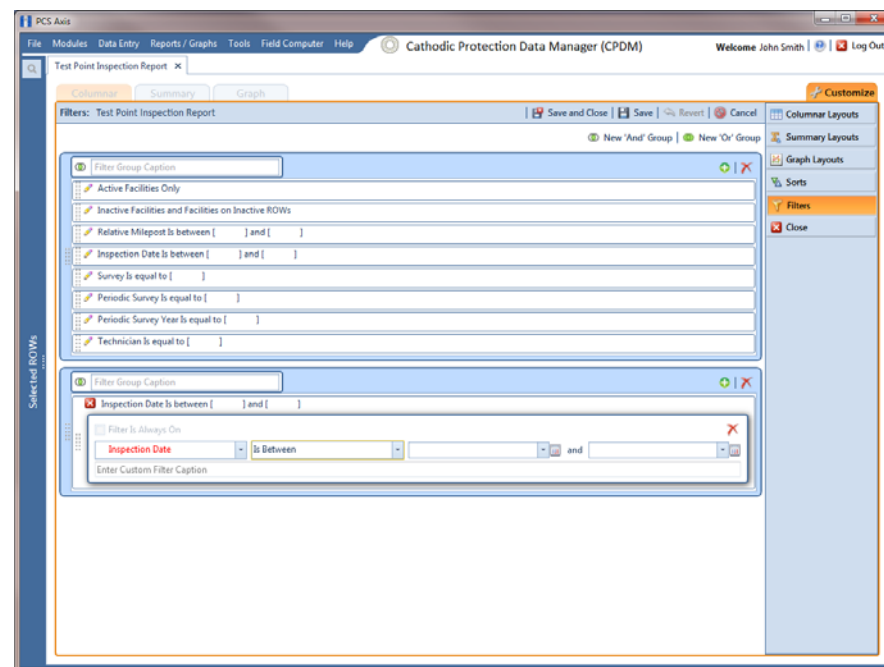 PCS Axis
File Modules Data Entry Reports / Graphs Tools Field Computer Help Cathodic Protection Data Manager (CPDM) Welcome John Smith | | Log Out
Test Point Inspection Report
Columnar Summary Graph Customize
Filters: Test Point Inspection Report | Save and Close | Save | Revert | Cancel
Columnar Layouts
New 'And' Group | New 'Or' Group
Summary Layouts
Graph Layouts
Sorts
Filters
Close
Filter Group Caption
Active Facilities Only
Inactive Facilities and Facilities on Inactive ROWs
Relative Milepost Is between [ ] and [ ]
Inspection Date Is between [ ] and [ ]
Survey Is equal to [ ]
Periodic Survey Is equal to [ ]
Periodic Survey Year Is equal to [ ]
Technician Is equal to [ ]
Selected ROWs
Filter Group Caption
Inspection Date Is between [ ] and [ ]
Filter Is Always On
Inspection Date Is Between and
Enter Custom Filter Caption